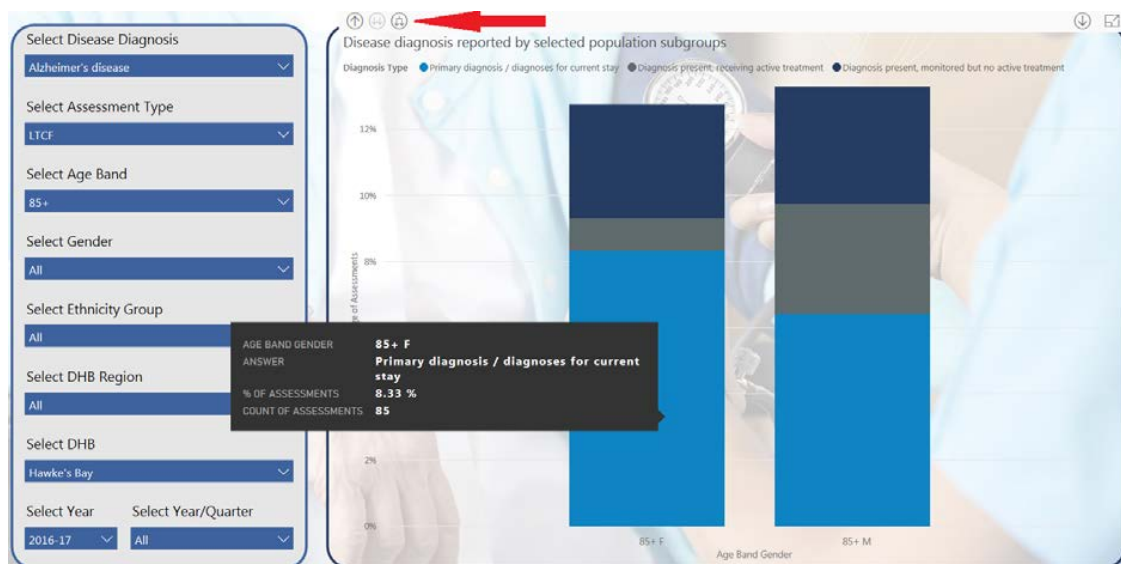 Select Disease Diagnosis
Alzheimer's disease
Select Assessment Type
LTCF
Select Age Band
85+
Select Gender
All
Select Ethnicity Group
All
Select DHB Region
All
Select DHB
Hawke's Bay
Select Year Select Year/Quarter
2016-17 All
Disease diagnosis reported by selected population subgroups
Diagnosis Type Primary diagnosis / diagnoses for current stay Diagnosis present, receiving active treatment Diagnosis present, monitored but no active treatment
12%
10%
8%
2%
0%
ge of Assessments
AGE BAND GENDER 85+ F
ANSWER Primary diagnosis / diagnoses for current
stay
% OF ASSESSMENTS 8.33 %
COUNT OF ASSESSMENTS 85
85+ F 85+ M
Age Band Gender